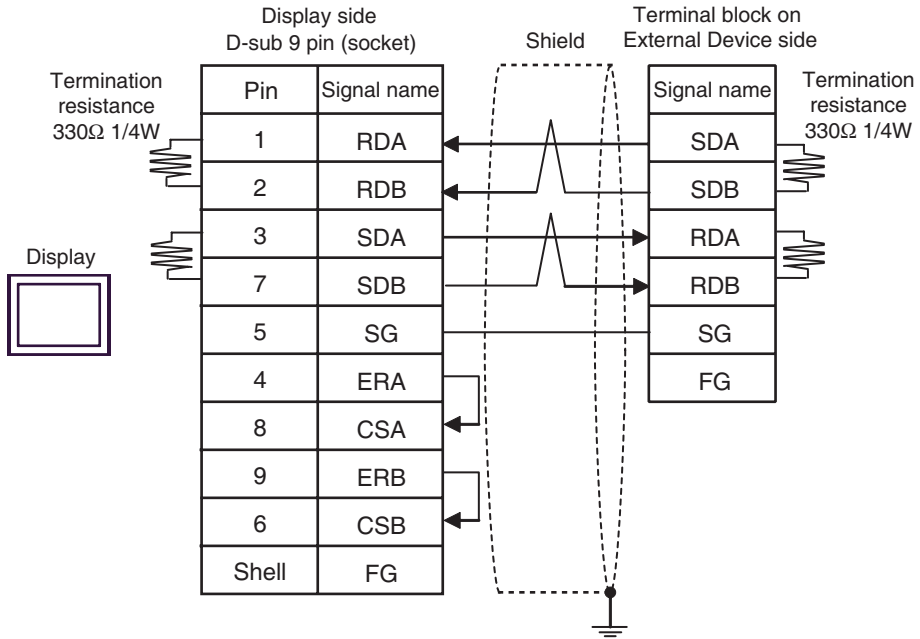 Display side
D-sub 9 pin (socket)
Shield
Terminal block on
External Device side
Termination
resistance
330Ω 1/4W
Pin Signal name
1 RDA
2 RDB
3 SDA
7 SDB
5 SG
4 ERA
8 CSA
9 ERB
6 CSB
Shell FG
Display
Signal name
SDA
SDB
RDA
RDB
SG
FG
Termination
resistance
330Ω 1/4W